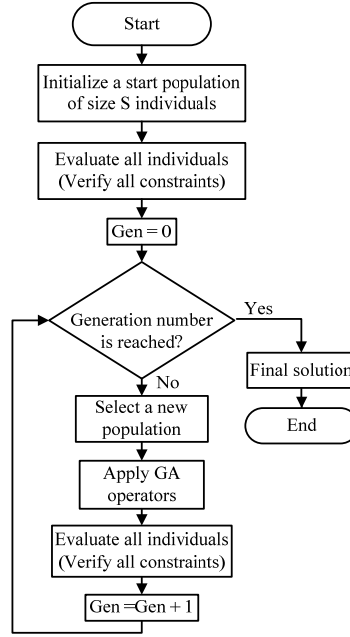 Start
Initialize a start population
of size S individuals
Evaluate all individuals
(Verify all constraints)
Gen = 0
Generation number
is reached?
Yes
Final solution
End
No
Select a new
population
Apply GA
operators
Evaluate all individuals
(Verify all constraints)
Gen =Gen + 1